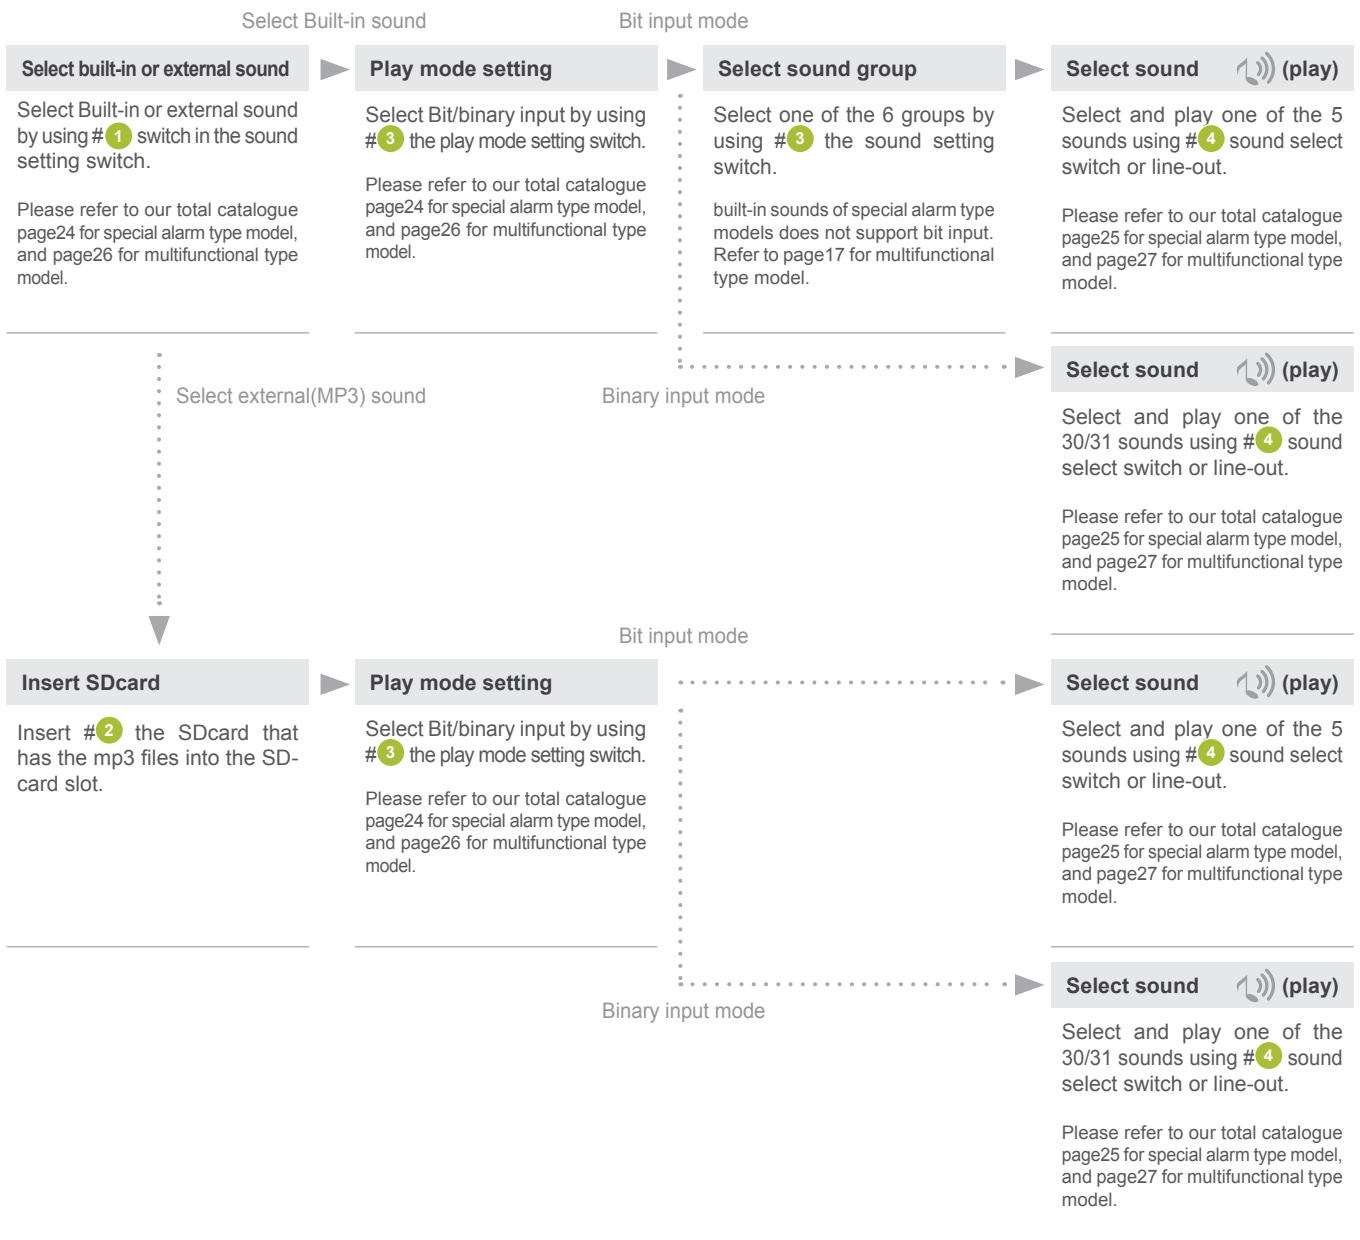 Select Built-in sound
Bit input mode
Select built-in or external sound
Select Built-in or external sound
by using #1 switch in the sound
setting switch.
Please refer to our total catalogue
page24 for special alarm type model,
and page26 for multifunctional type
model.
Play mode setting
Select Bit/binary input by using
#3 the play mode setting switch.
Please refer to our total catalogue
page24 for special alarm type model,
and page26 for multifunctional type
model.
Select sound group
Select one of the 6 groups by
using #3 the sound setting
switch.
built-in sounds of special alarm type
models does not support bit input.
Refer to page17 for multifunctional
type model.
Select sound (play)
Select and play one of the 5
sounds using #4 sound select
switch or line-out.
Please refer to our total catalogue
page25 for special alarm type model,
and page27 for multifunctional type
model.
Select external(MP3) sound
Binary input mode
Select sound (play)
Select and play one of the
30/31 sounds using #4 sound
select switch or line-out.
Please refer to our total catalogue
page25 for special alarm type model,
and page27 for multifunctional type
model.
Bit input mode
Insert SDcard
Insert #2 the SDcard that
has the mp3 files into the SD-
card slot.
Play mode setting
Select Bit/binary input by using
#3 the play mode setting switch.
Please refer to our total catalogue
page24 for special alarm type model,
and page26 for multifunctional type
model.
Select sound (play)
Select and play one of the 5
sounds using #4 sound select
switch or line-out.
Please refer to our total catalogue
page25 for special alarm type model,
and page27 for multifunctional type
model.
Binary input mode
Select sound (play)
Select and play one of the
30/31 sounds using #4 sound
select switch or line-out.
Please refer to our total catalogue
page25 for special alarm type model,
and page27 for multifunctional type
model.